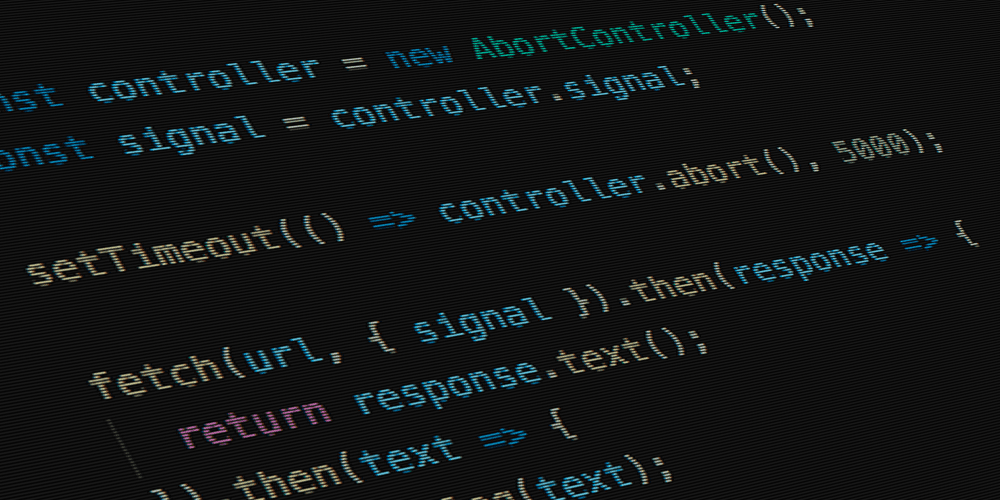 nst controller = new AbortController();
onst signal = controller.signal;
setTimeout(() => controller.abort(), 5000);
fetch(url, { signal }).then(response => {
return response.text();
}).then(text => {
(text);